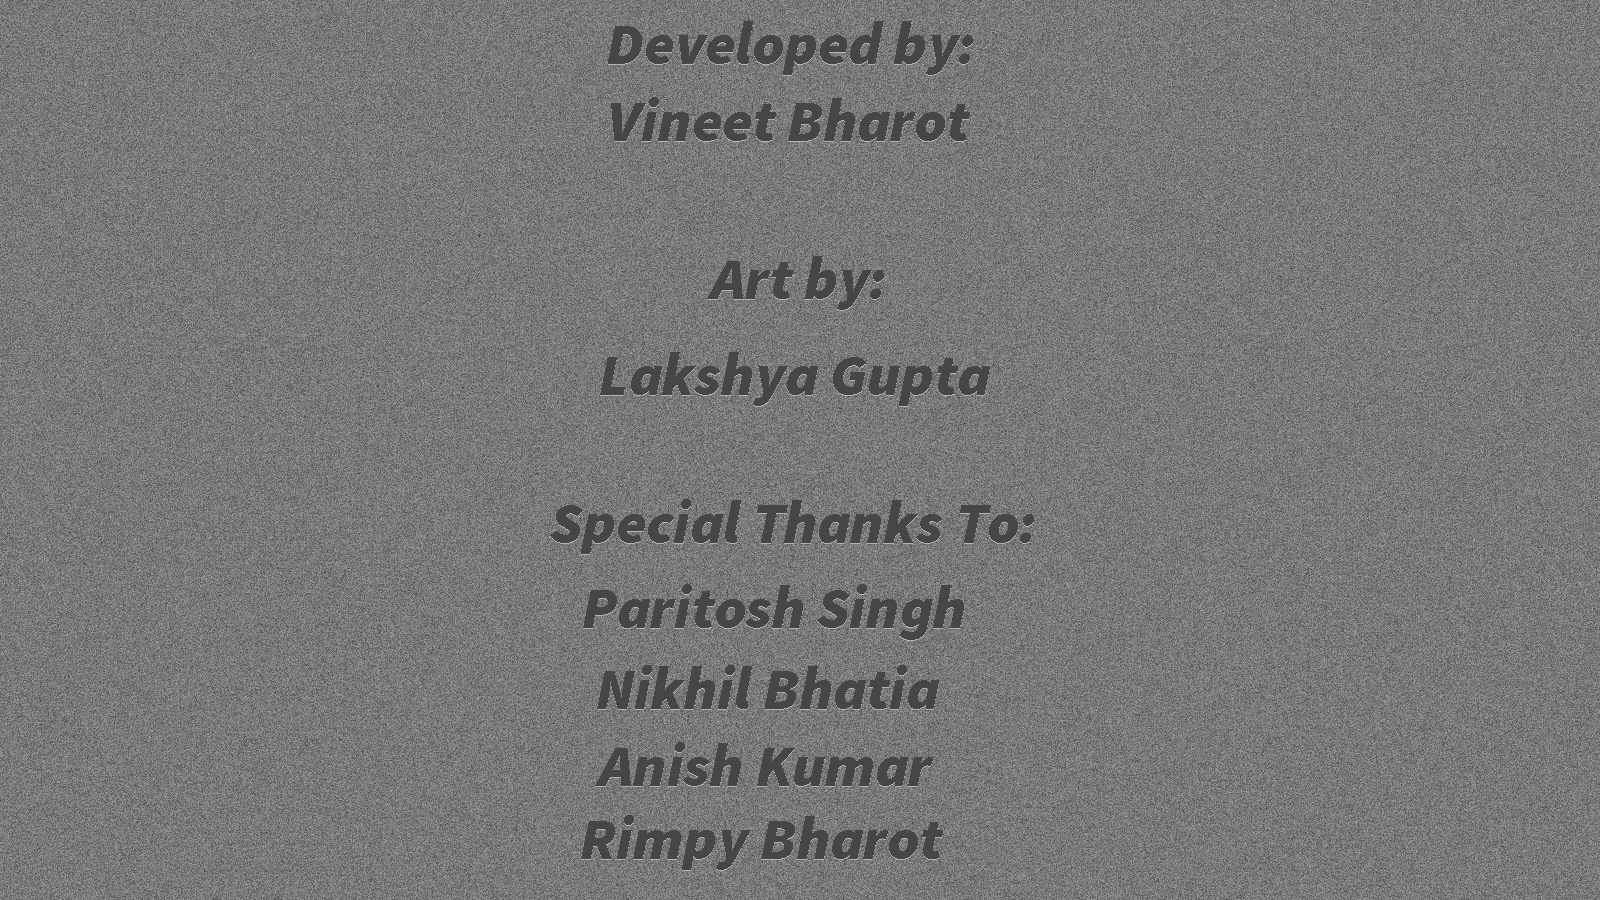 Developed by:
Vineet Bharot
Art by:
Lakshya Gupta
Special Thanks To:
Paritosh Singh
Nikhil Bhatia
Anish Kumar
Rimpy Bharot